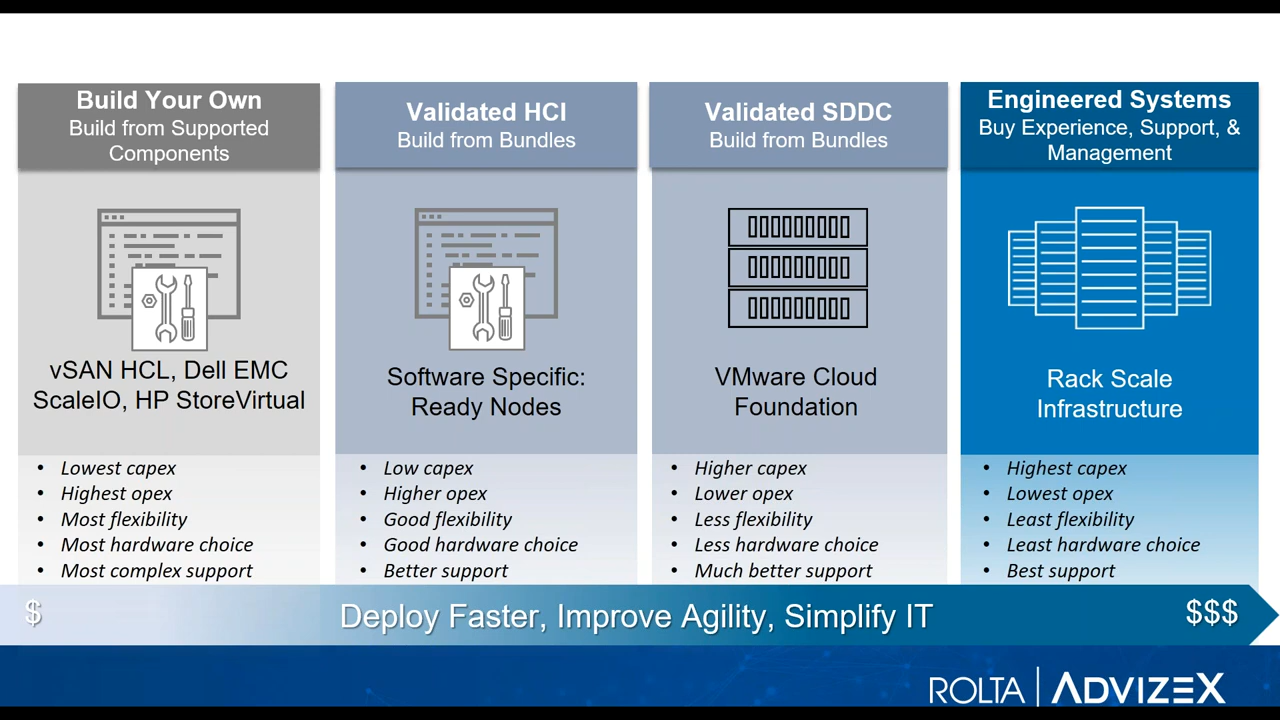 Build Your Own
Build from Supported
Components
vSAN HCL, Dell EMC
ScaleIO, HP StoreVirtual
• Lowest capex
• Highest opex
• Most flexibility
• Most hardware choice
• Most complex support
Validated HCI
Build from Bundles
Software Specific:
Ready Nodes
• Low capex
• Higher opex
• Good flexibility
• Good hardware choice
• Better support
Validated SDDC
Build from Bundles
VMware Cloud
Foundation
• Higher capex
• Lower opex
• Less flexibility
• Less hardware choice
• Much better support
Engineered Systems
Buy Experience, Support, &
Management
Rack Scale
Infrastructure
• Highest capex
• Lowest opex
• Least flexibility
• Least hardware choice
• Best support
$ Deploy Faster, Improve Agility, Simplify IT $$$
ROLTA | ADVIZEX